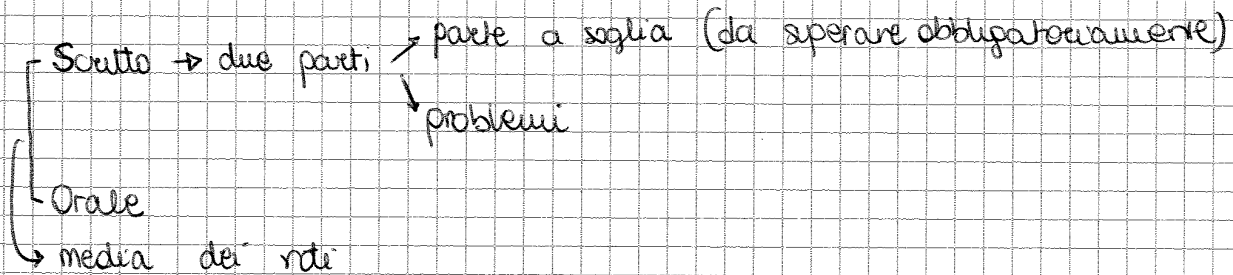 parte a soglia (da superare obbligatoriamente)
Scritto → due parti
problemi
Orale
media dei voti